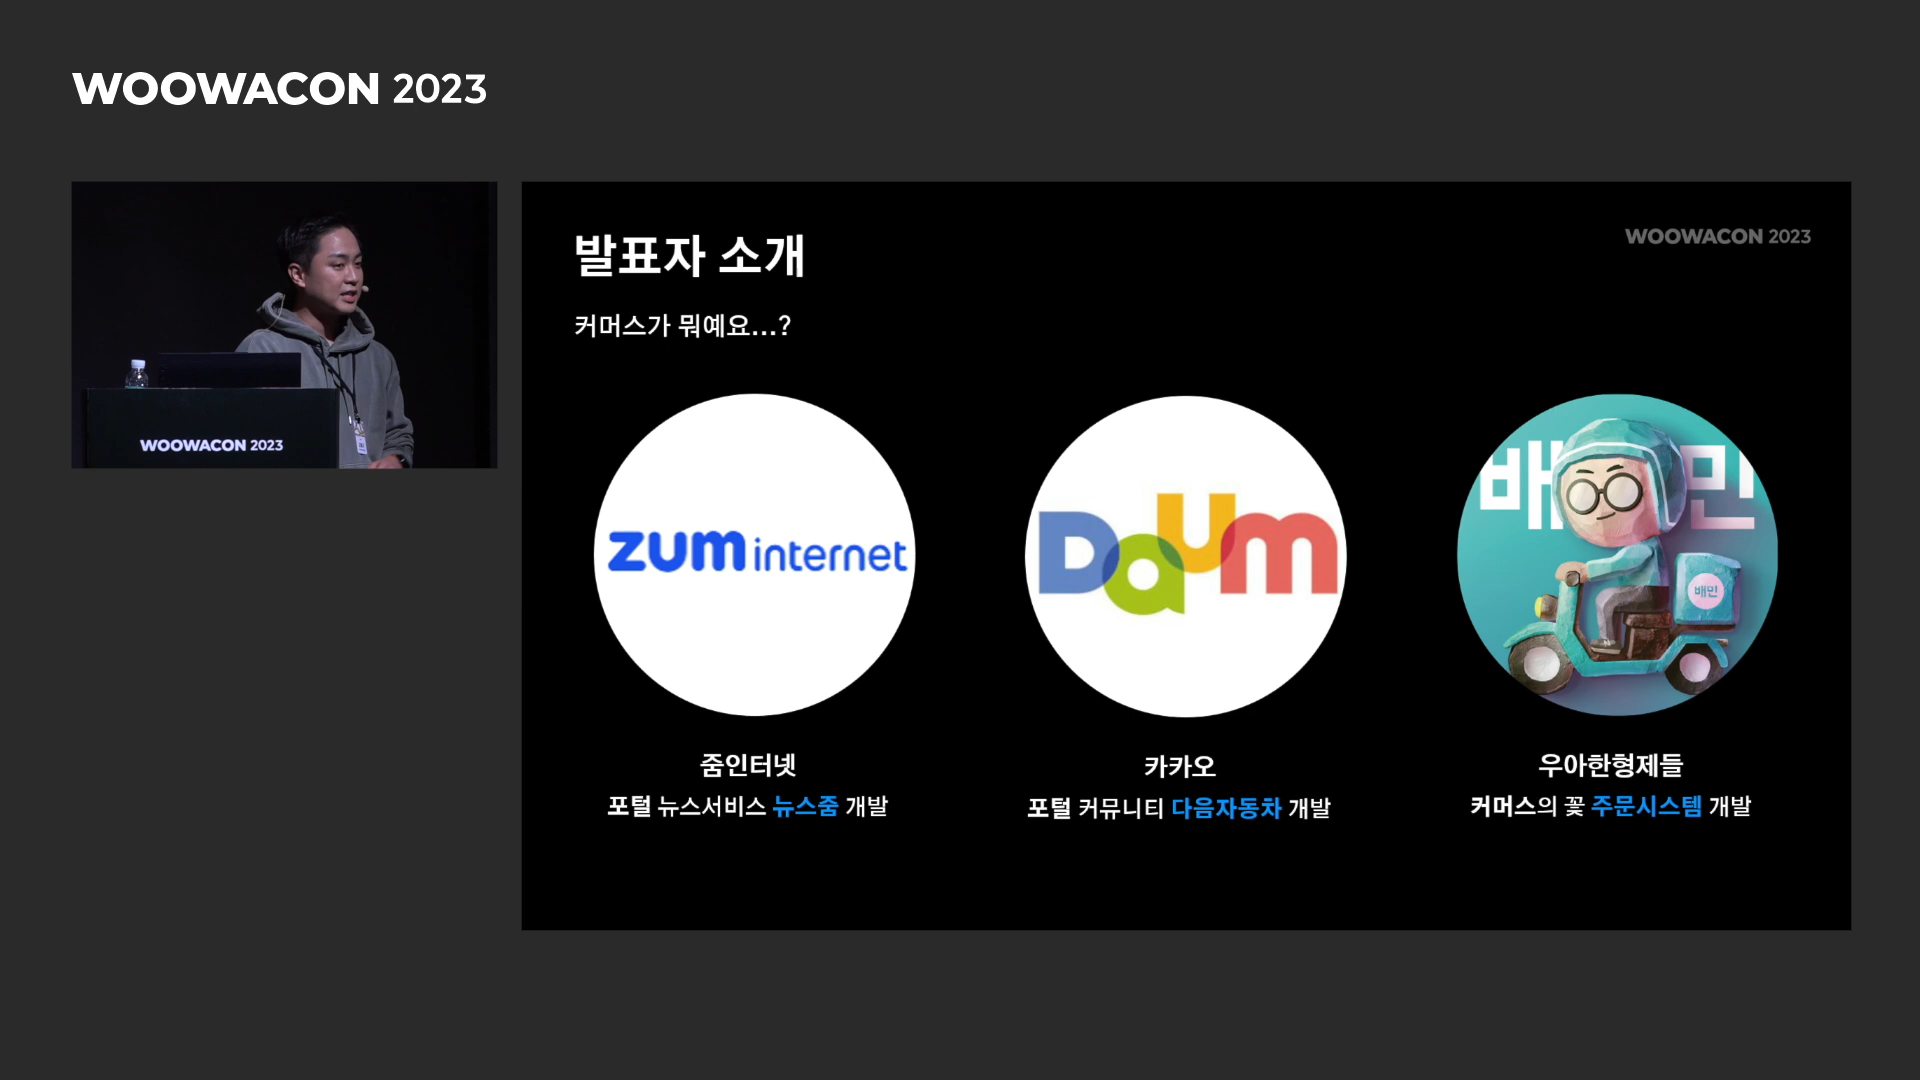 WOOWACON 2023
WOOWACON 2023
발표자 소개
WOOWACON 2023
커머스가 뭐예요...?
zum internet
Daum
배민
배민
줌인터넷
포털 뉴스서비스 뉴스줌 개발
카카오
포털 커뮤니티 다음자동차 개발
우아한형제들
커머스의 꽃 주문시스템 개발